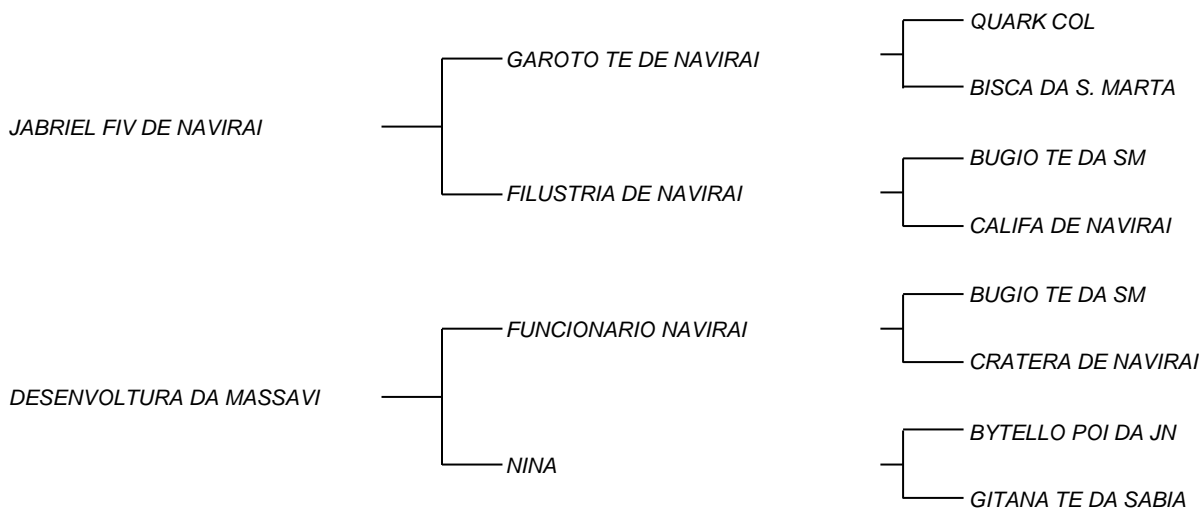 QUARK COL
GAROTO TE DE NAVIRAI
BISCA DA S. MARTA
JABRIEL FIV DE NAVIRAI
BUGIO TE DA SM
FILUSTRIA DE NAVIRAI
CALIFA DE NAVIRAI
BUGIO TE DA SM
FUNCIONARIO NAVIRAI
CRATERA DE NAVIRAI
DESENVOLTURA DA MASSAVI
BYTELLO POI DA JN
NINA
GITANA TE DA SABIA